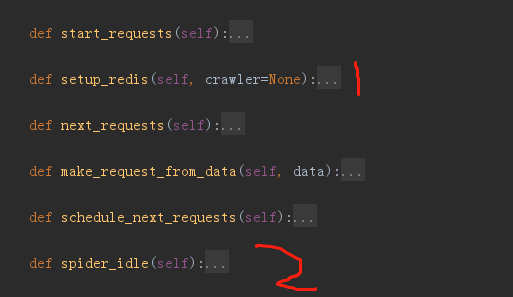 def start_requests(self):...
def setup_redis(self, crawler=None):... 1
def next_requests(self):...
def make_request_from_data(self, data):...
def schedule_next_requests(self):...
def spider_idle(self):... 2